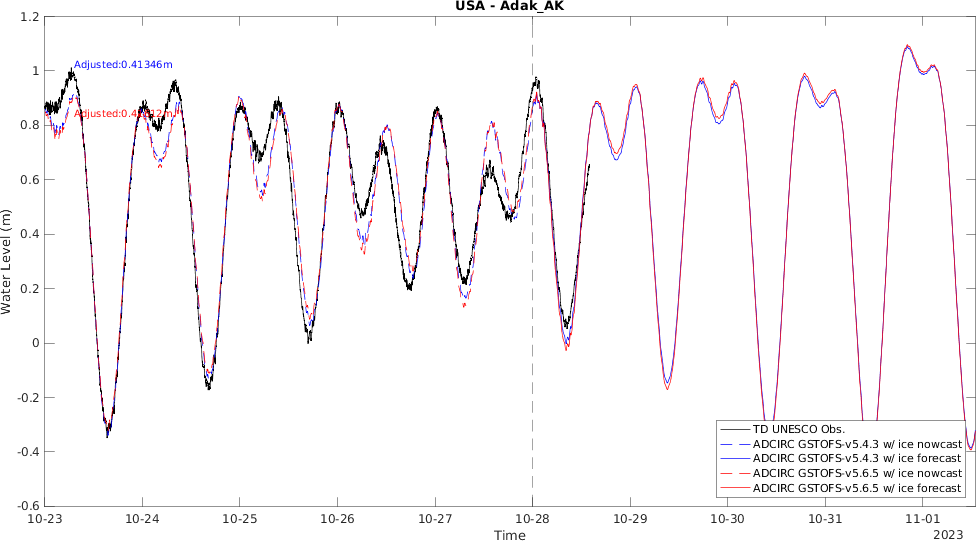 USA - Adak_AK
1.2
1
0.8
0.6
0.4
0.2
0
-0.2
-0.4
-0.6
Water Level (m)
Adjusted:0.41346m
10-23
10-24
10-25
10-26
10-27
10-28
10-29
10-30
10-31
11-01
Time
2023
TD UNESCO Obs.
ADCIRC GSTOFS-v5.4.3 w/ ice nowcast
ADCIRC GSTOFS-v5.4.3 w/ ice forecast
ADCIRC GSTOFS-v5.6.5 w/ ice nowcast
ADCIRC GSTOFS-v5.6.5 w/ ice forecast